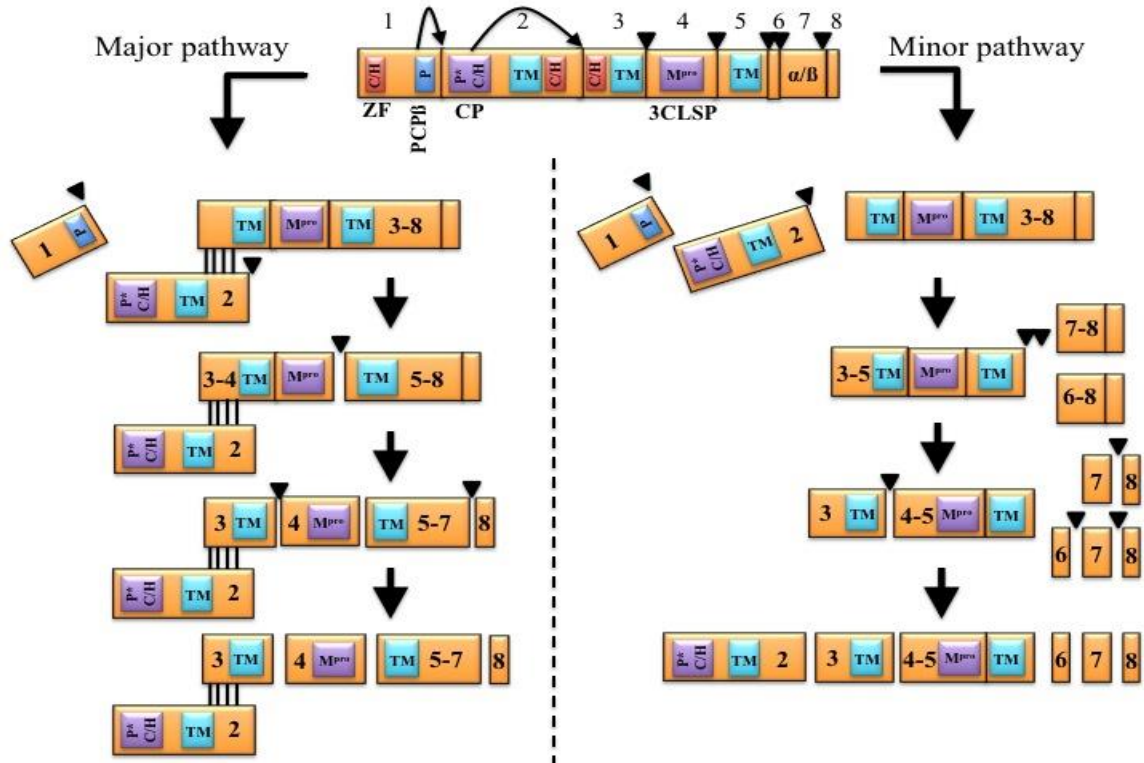 1 2 3 4 5 6 7 8
Major pathway
Minor pathway
C/H P P* C/H TM C/H C/H TM Mpro TM α/ß
ZF PCPß CP 3CLSP
1 P
TM Mpro TM 3-8
P* C/H TM 2
3-4 TM Mpro TM 5-8
P* C/H TM 2
3 TM 4 Mpro TM 5-7 8
P* C/H TM 2
3 TM 4 Mpro TM 5-7 8
P* C/H TM 2
1 P
P* C/H TM 2
TM Mpro TM 3-8
7-8
3-5 TM Mpro TM
6-8
7 8
3 TM 4-5 Mpro TM
6 7 8
P* C/H TM 2 3 TM 4-5 Mpro TM 6 7 8